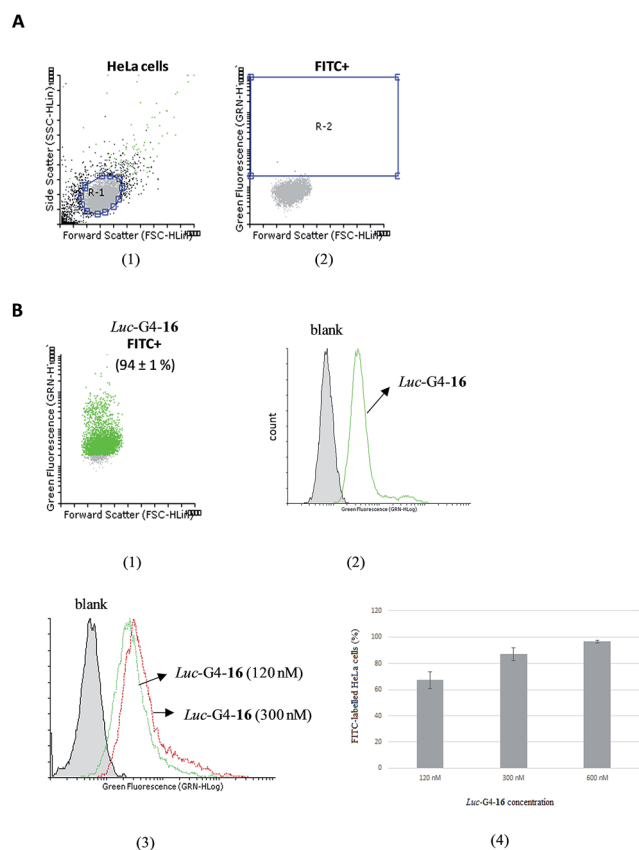 A
HeLa cells
FITC+
Side Scatter (SSC-HLin)
R-1
Forward Scatter (FSC-HLin)
Green Fluorescence (GRN-H
R-2
Forward Scatter (FSC-HLin)
(1)
(2)
B
Luc-G4-16
FITC+
(94 ± 1 %)
Green Fluorescence (GRN-H
Forward Scatter (FSC-HLin)
blank
Luc-G4-16
count
Green Fluorescence (GRN-HLog)
(1)
(2)
blank
Luc-G4-16 (120 nM)
Luc-G4-16 (300 nM)
Green Fluorescence (GRN-HLog)
FITC-labelled HeLa cells (%)
120
100
80
60
40
20
0
120 nM
300 nM
600 nM
Luc-G4-16 concentration
(3)
(4)